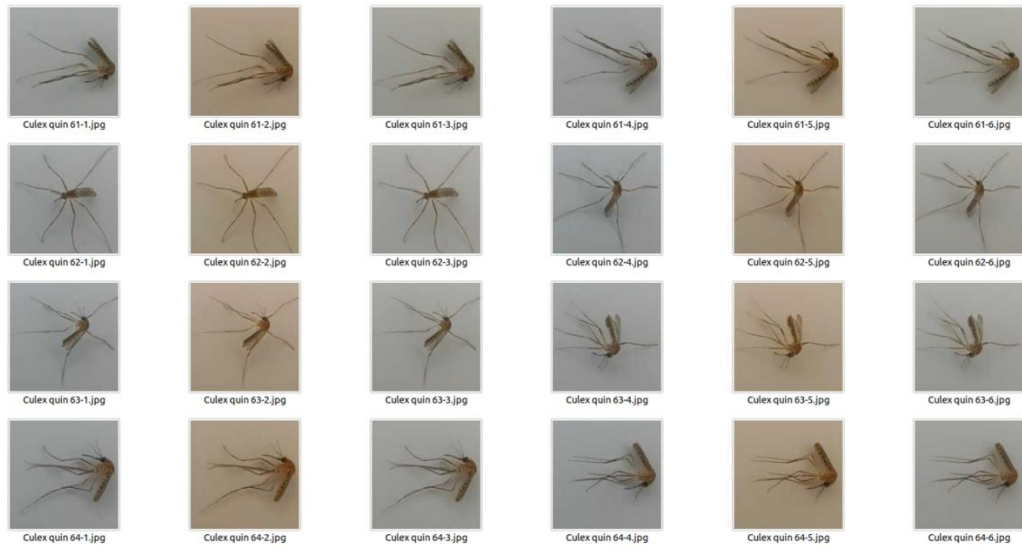 Culex quin 61-1.jpg Culex quin 61-2.jpg Culex quin 61-3.jpg Culex quin 61-4.jpg Culex quin 61-5.jpg Culex quin 61-6.jpg
Culex quin 62-1.jpg Culex quin 62-2.jpg Culex quin 62-3.jpg Culex quin 62-4.jpg Culex quin 62-5.jpg Culex quin 62-6.jpg
Culex quin 63-1.jpg Culex quin 63-2.jpg Culex quin 63-3.jpg Culex quin 63-4.jpg Culex quin 63-5.jpg Culex quin 63-6.jpg
Culex quin 64-1.jpg Culex quin 64-2.jpg Culex quin 64-3.jpg Culex quin 64-4.jpg Culex quin 64-5.jpg Culex quin 64-6.jpg